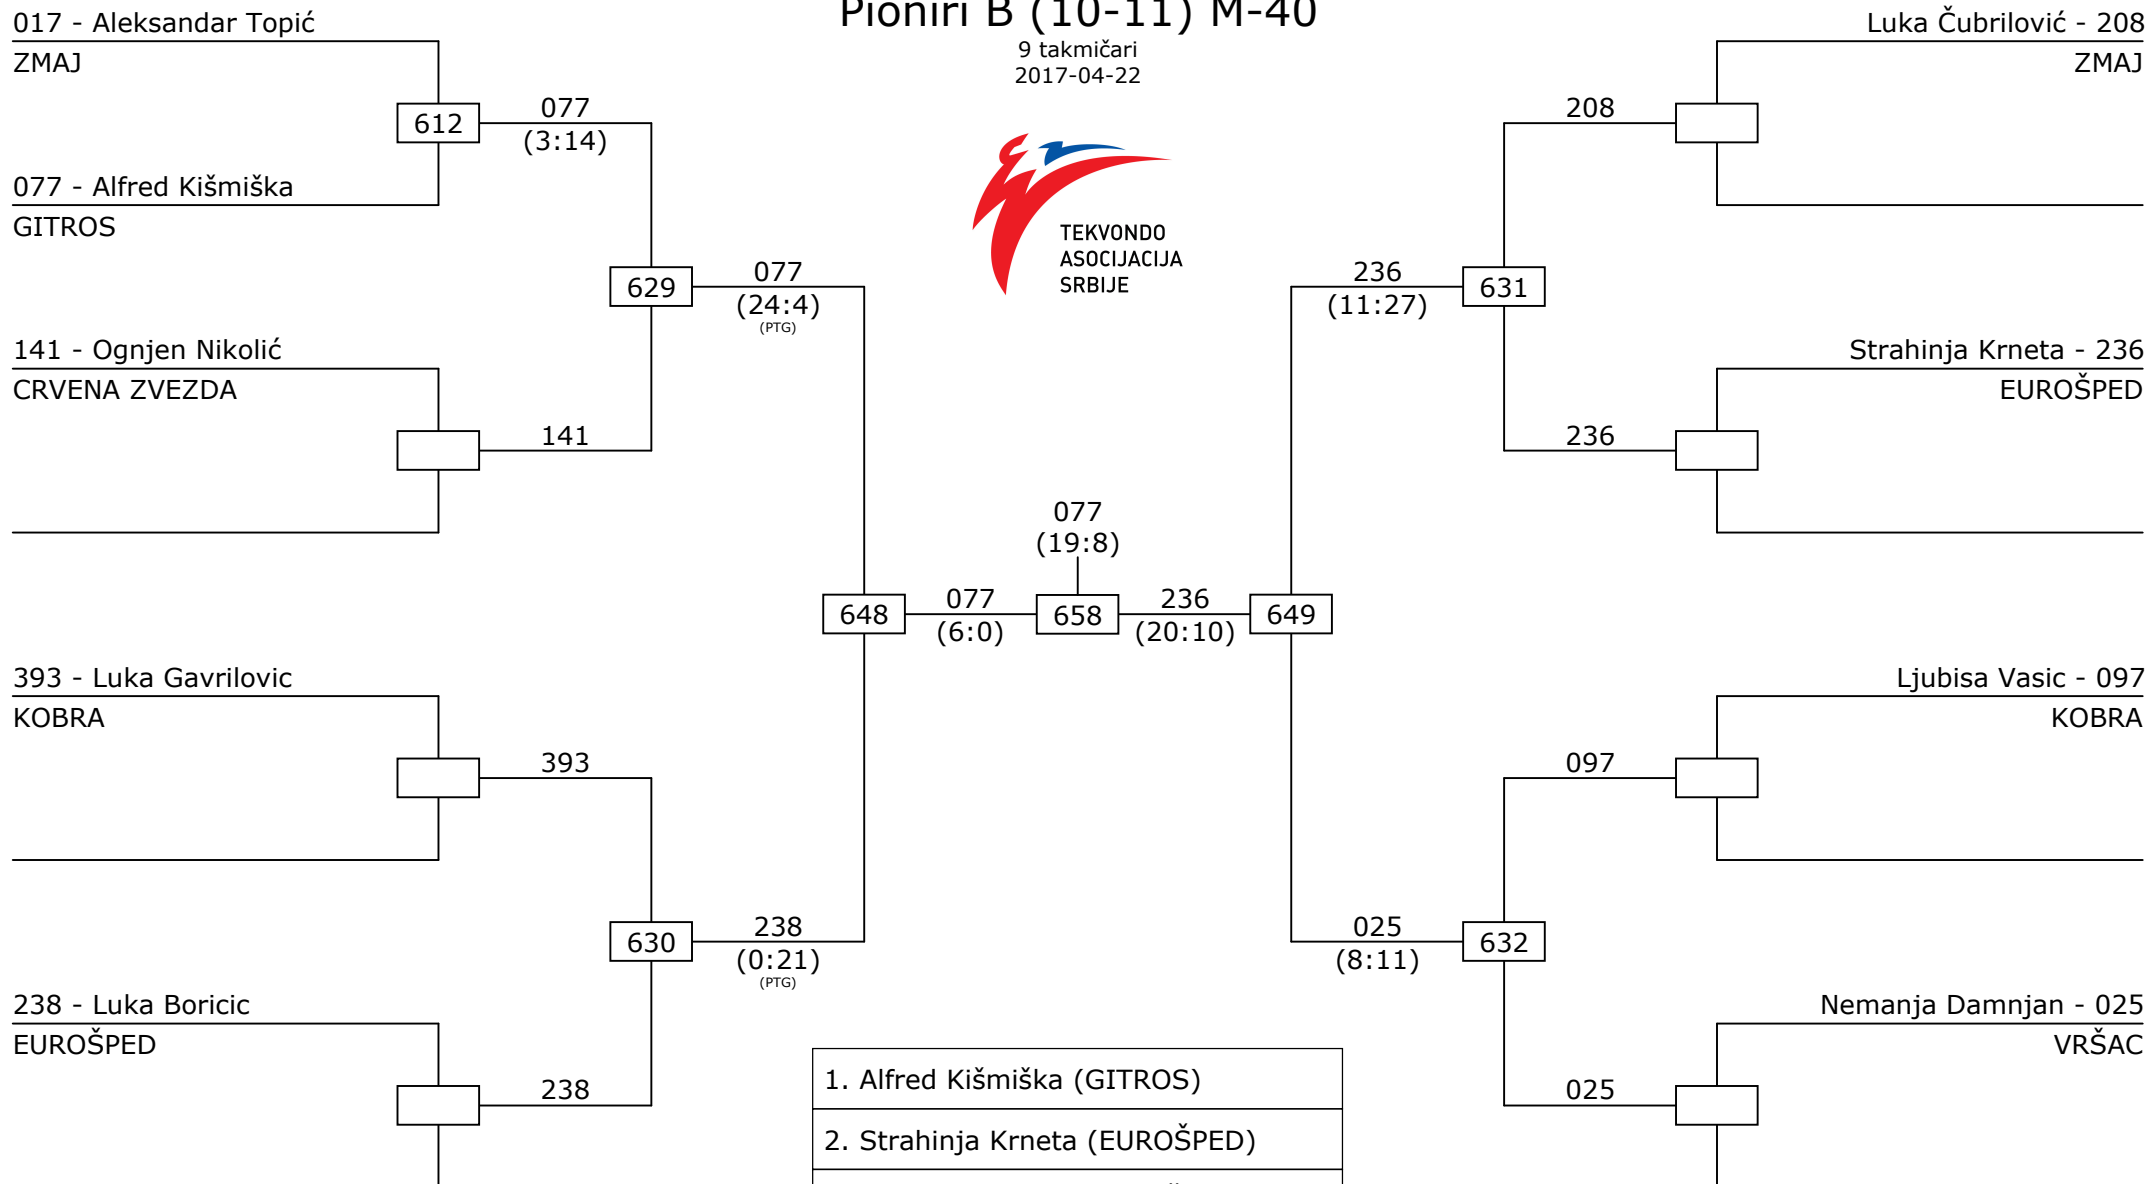 Pioniri B (10-11) M-40
9 takmičari
2017-04-22
TEKVONDO
ASOCIJACIJA
SRBIJE
017 - Aleksandar Topić
ZMAJ
612
077
(3:14)
077 - Alfred Kišmiška
GITROS
629
077
(24:4)
(PTG)
141 - Ognjen Nikolić
CRVENA ZVEZDA
141
393 - Luka Gavrilovic
KOBRA
393
630
238
(0:21)
(PTG)
238 - Luka Boricic
EUROŠPED
238
648
077
(6:0)
077
(19:8)
658
236
(20:10)
649
Luka Čubrilović - 208
ZMAJ
208
236
(11:27)
631
Strahinja Krneta - 236
EUROŠPED
236
Ljubisa Vasic - 097
KOBRA
097
025
(8:11)
632
Nemanja Damnjan - 025
VRŠAC
025
1. Alfred Kišmiška (GITROS)
2. Strahinja Krneta (EUROŠPED)